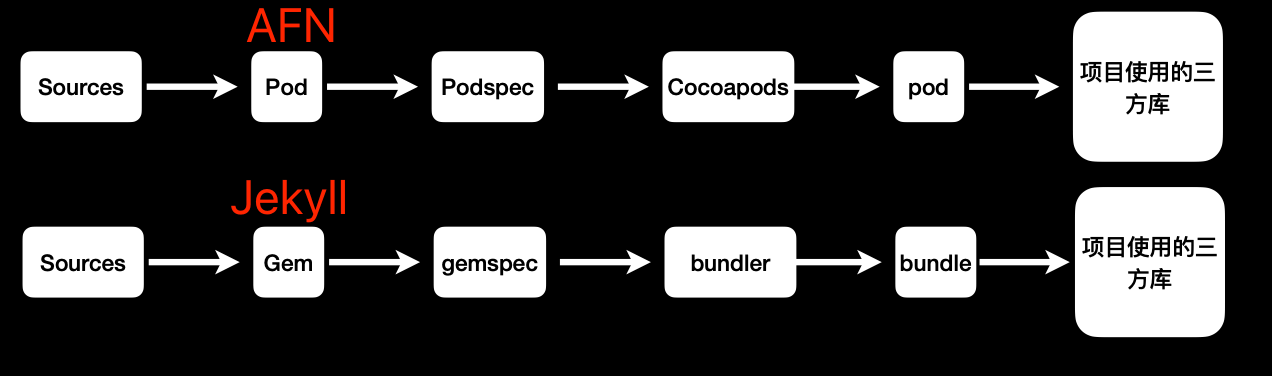 AFN
Sources
Pod
Podspec
Cocoapods
pod
项目使用的三
方库
Jekyll
Sources
Gem
gemspec
bundler
bundle
项目使用的三
方库